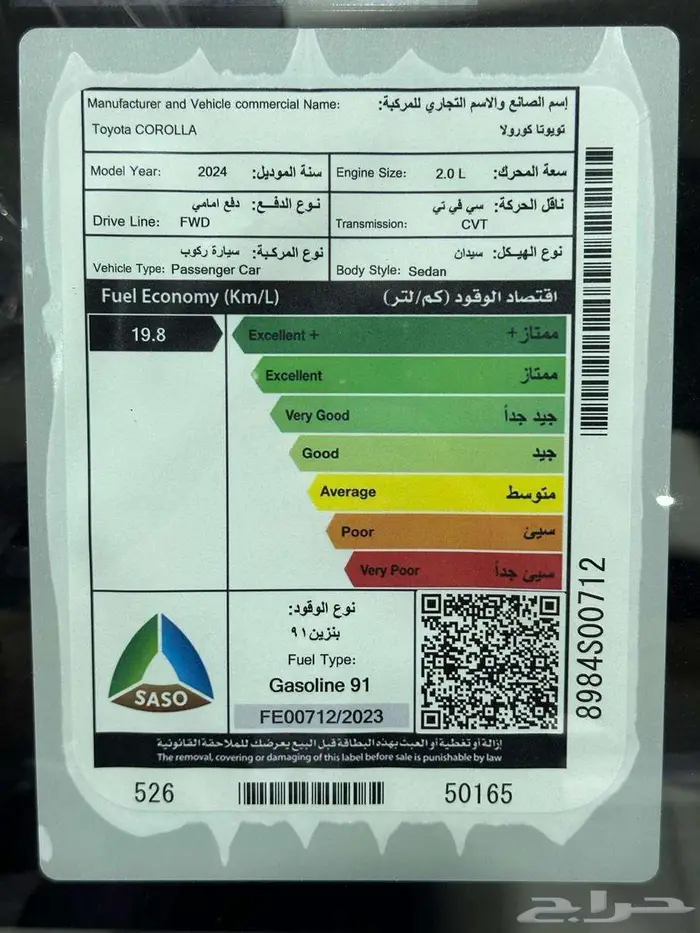 Manufacturer and Vehicle commercial Name: إسم الصانع والاسم التجاري للمركبة:
Toyota COROLLA تويوتا كورولا
Model Year: 2024 سنة الموديل:
Engine Size: 2.0 L سعة المحرك:
نوع الدفع: دفع امامي
Drive Line: FWD
ناقل الحركة: سي في تي
Transmission: CVT
نوع المركبة: سيارة ركوب
Vehicle Type: Passenger Car
نوع الهيكل: سيدان
Body Style: Sedan
Fuel Economy (Km/L) اقتصاد الوقود (كم/لتر)
19.8
Excellent + ممتاز+
Excellent ممتاز
Very Good جيد جداً
Good جيد
Average متوسط
Poor سيئ
Very Poor سيئ جداً
SASO
نوع الوقود:
بنزين ٩١
Fuel Type:
Gasoline 91
FE00712/2023
8984S00712
إزالة أو تغطية أو العبث بهذه البطاقة قبل البيع يعرضك للملاحقة القانونية
The removal, covering or damaging of this label before sale is punishable by law
526 50165
حراج